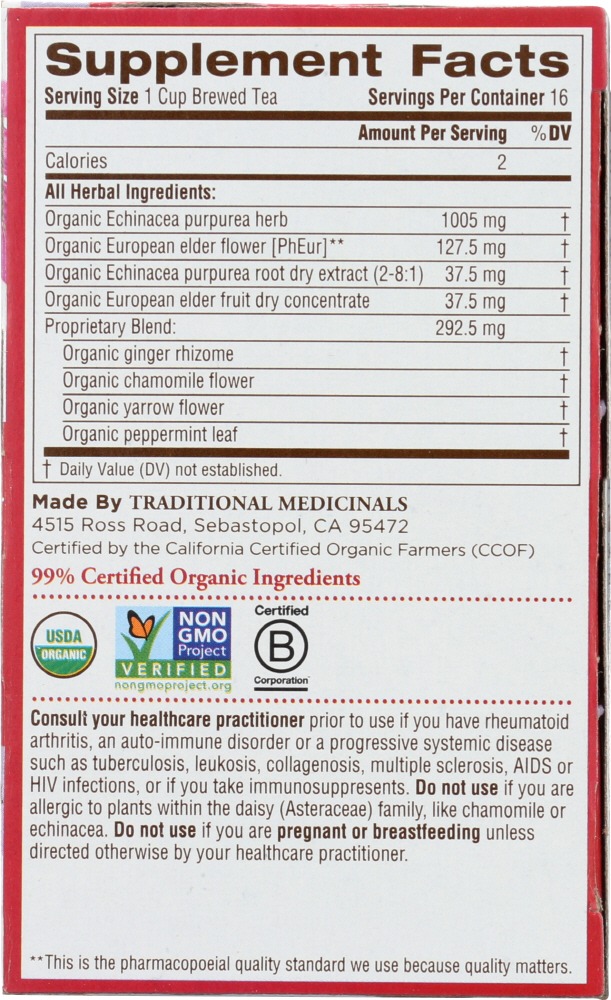 Supplement Facts
Serving Size 1 Cup Brewed Tea Servings Per Container 16
Amount Per Serving %DV
Calories 2
All Herbal Ingredients:
Organic Echinacea purpurea herb 1005 mg †
Organic European elder flower [PhEur]** 127.5 mg †
Organic Echinacea purpurea root dry extract (2-8:1) 37.5 mg †
Organic European elder fruit dry concentrate 37.5 mg †
Proprietary Blend: 292.5 mg
Organic ginger rhizome †
Organic chamomile flower †
Organic yarrow flower †
Organic peppermint leaf †
† Daily Value (DV) not established.
Made By TRADITIONAL MEDICINALS
4515 Ross Road, Sebastopol, CA 95472
Certified by the California Certified Organic Farmers (CCOF)
99% Certified Organic Ingredients
USDA
ORGANIC
NON
GMO
Project
VERIFIED
nongmoproject.org
Certified
B
Corporation
Consult your healthcare practitioner prior to use if you have rheumatoid
arthritis, an auto-immune disorder or a progressive systemic disease
such as tuberculosis, leukosis, collagenosis, multiple sclerosis, AIDS or
HIV infections, or if you take immunosuppresents. Do not use if you are
allergic to plants within the daisy (Asteraceae) family, like chamomile or
echinacea. Do not use if you are pregnant or breastfeeding unless
directed otherwise by your healthcare practitioner.
**This is the pharmacopoeial quality standard we use because quality matters.